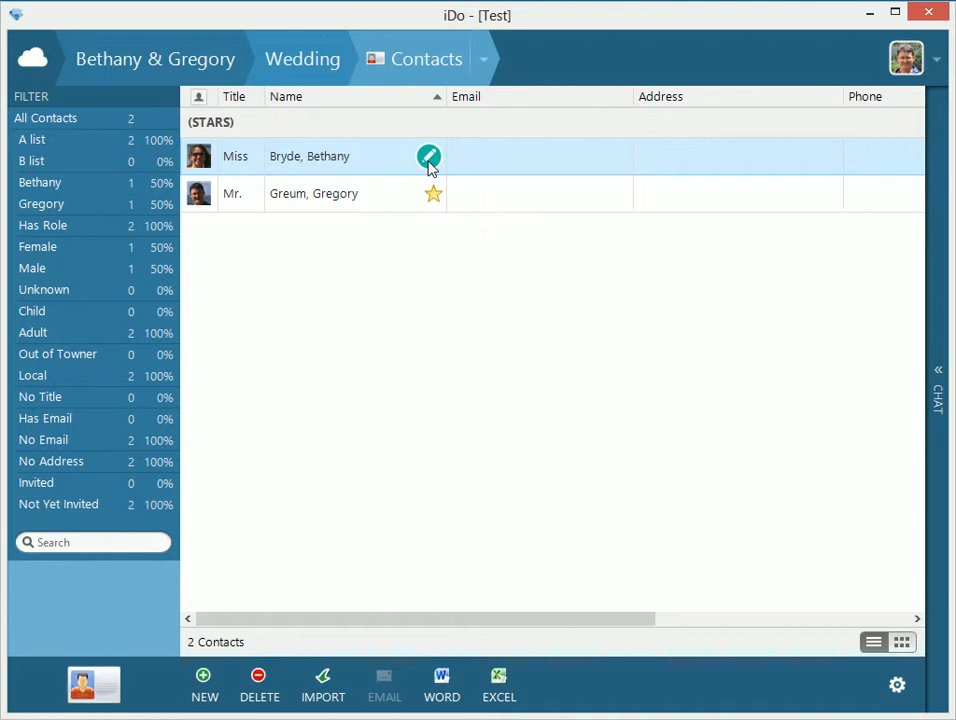 iDo - [Test]
Bethany & Gregory Wedding Contacts
FILTER
All Contacts 2
A list 2 100%
B list 0 0%
Bethany 1 50%
Gregory 1 50%
Has Role 2 100%
Female 1 50%
Male 1 50%
Unknown 0 0%
Child 0 0%
Adult 2 100%
Out of Towner 0 0%
Local 2 100%
No Title 0 0%
Has Email 0 0%
No Email 2 100%
No Address 2 100%
Invited 0 0%
Not Yet Invited 2 100%
Search
Title Name Email Address Phone
(STARS)
Miss Bryde, Bethany
Mr. Greum, Gregory
CHAT
2 Contacts
NEW DELETE IMPORT EMAIL WORD EXCEL